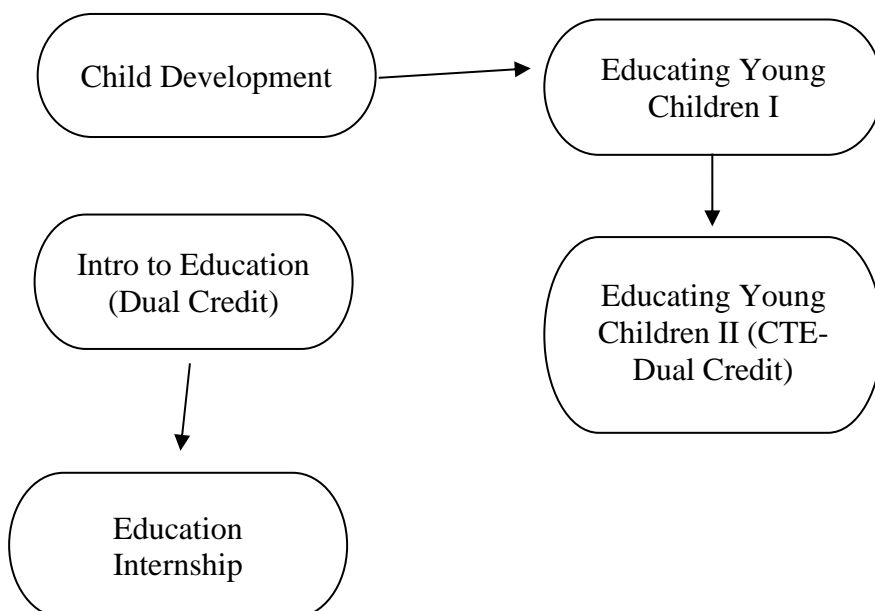 Child Development
Educating Young
Children I
Intro to Education
(Dual Credit)
Educating Young
Children II (CTE-
Dual Credit)
Education
Internship